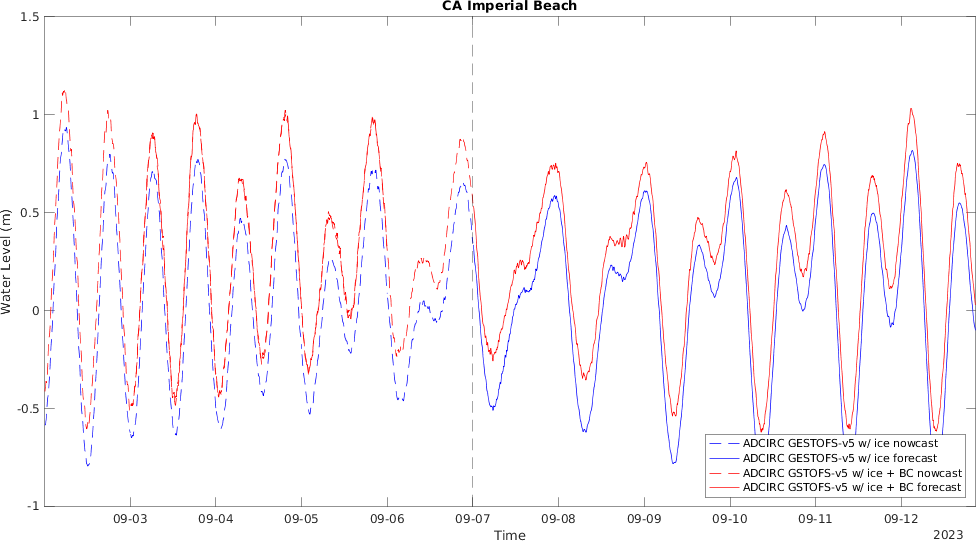 CA Imperial Beach
1.5
1
0.5
0
-0.5
-1
Water Level (m)
09-03 09-04 09-05 09-06 09-07 09-08 09-09 09-10 09-11 09-12
Time
2023
ADCIRC GESTOFS-v5 w/ ice nowcast
ADCIRC GESTOFS-v5 w/ ice forecast
ADCIRC GSTOFS-v5 w/ ice + BC nowcast
ADCIRC GSTOFS-v5 w/ ice + BC forecast